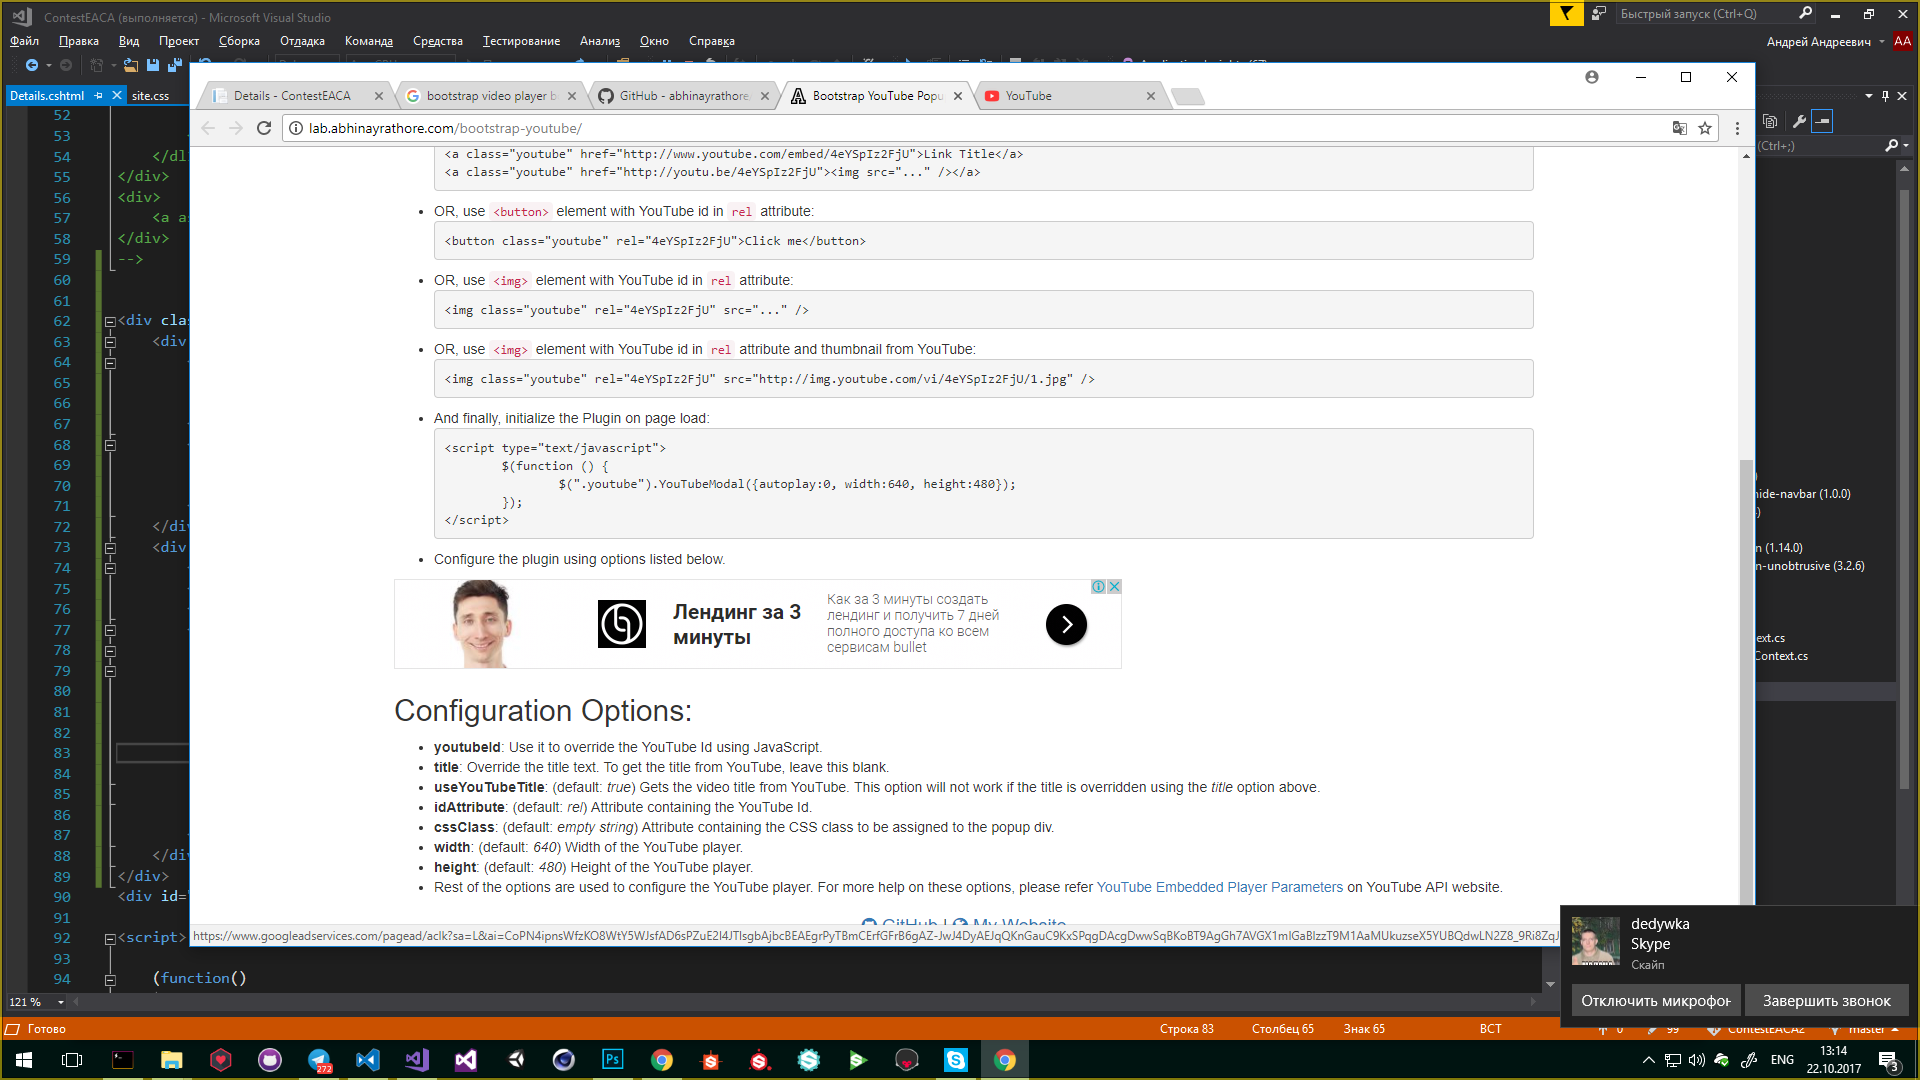 ContestEACA (выполняется) - Microsoft Visual Studio
Быстрый запуск (Ctrl+Q)
Файл Правка Вид Проект Сборка Отладка Команда Средства Тестирование Анализ Окно Справка
Андрей Андреевич AA
Details.cshtml site.css
Details - ContestEACA
bootstrap video player b
GitHub - abhinayrathore
Bootstrap YouTube Popu
YouTube
lab.abhinayrathore.com/bootstrap-youtube/
<a class="youtube" href="http://www.youtube.com/embed/4eYSpIz2FjU">Link Title</a>
<a class="youtube" href="http://youtu.be/4eYSpIz2FjU"><img src="..." /></a>
OR, use <button> element with YouTube id in rel attribute:
<button class="youtube" rel="4eYSpIz2FjU">Click me</button>
OR, use <img> element with YouTube id in rel attribute:
<img class="youtube" rel="4eYSpIz2FjU" src="..." />
OR, use <img> element with YouTube id in rel attribute and thumbnail from YouTube:
<img class="youtube" rel="4eYSpIz2FjU" src="http://img.youtube.com/vi/4eYSpIz2FjU/1.jpg" />
And finally, initialize the Plugin on page load:
<script type="text/javascript">
$(function () {
$(".youtube").YouTubeModal({autoplay:0, width:640, height:480});
});
</script>
Configure the plugin using options listed below.
Лендинг за 3
минуты
Как за 3 минуты создать
лендинг и получить 7 дней
полного доступа ко всем
сервисам bullet
Configuration Options:
youtubeId: Use it to override the YouTube Id using JavaScript.
title: Override the title text. To get the title from YouTube, leave this blank.
useYouTubeTitle: (default: true) Gets the video title from YouTube. This option will not work if the title is overridden using the title option above.
idAttribute: (default: rel) Attribute containing the YouTube Id.
cssClass: (default: empty string) Attribute containing the CSS class to be assigned to the popup div.
width: (default: 640) Width of the YouTube player.
height: (default: 480) Height of the YouTube player.
Rest of the options are used to configure the YouTube player. For more help on these options, please refer YouTube Embedded Player Parameters on YouTube API website.
GitHub | My Website
52
53
54 </dl
55 </div>
56 <div>
57 <a as
58 </div>
59 -->
60
61
62 <div clas
63 <div
64
65
66
67
68
69
70
71
72 </div
73 <div
74
75
76
77
78
79
80
81
82
83
84
85
86
87
88 </div
89 </div>
90 <div id="
91
92 <script>
93
94 (function()
(Ctrl+;)
hide-navbar (1.0.0)
n (1.14.0)
n-unobtrusive (3.2.6)
ext.cs
Context.cs
dedywka
Skype
Скайп
Отключить микрофон
Завершить звонок
121 %
Готово
Строка 83 Столбец 65 Знак 65 ВСТ
0 99 ContestEACA2 master
272
ENG
13:14
22.10.2017
3